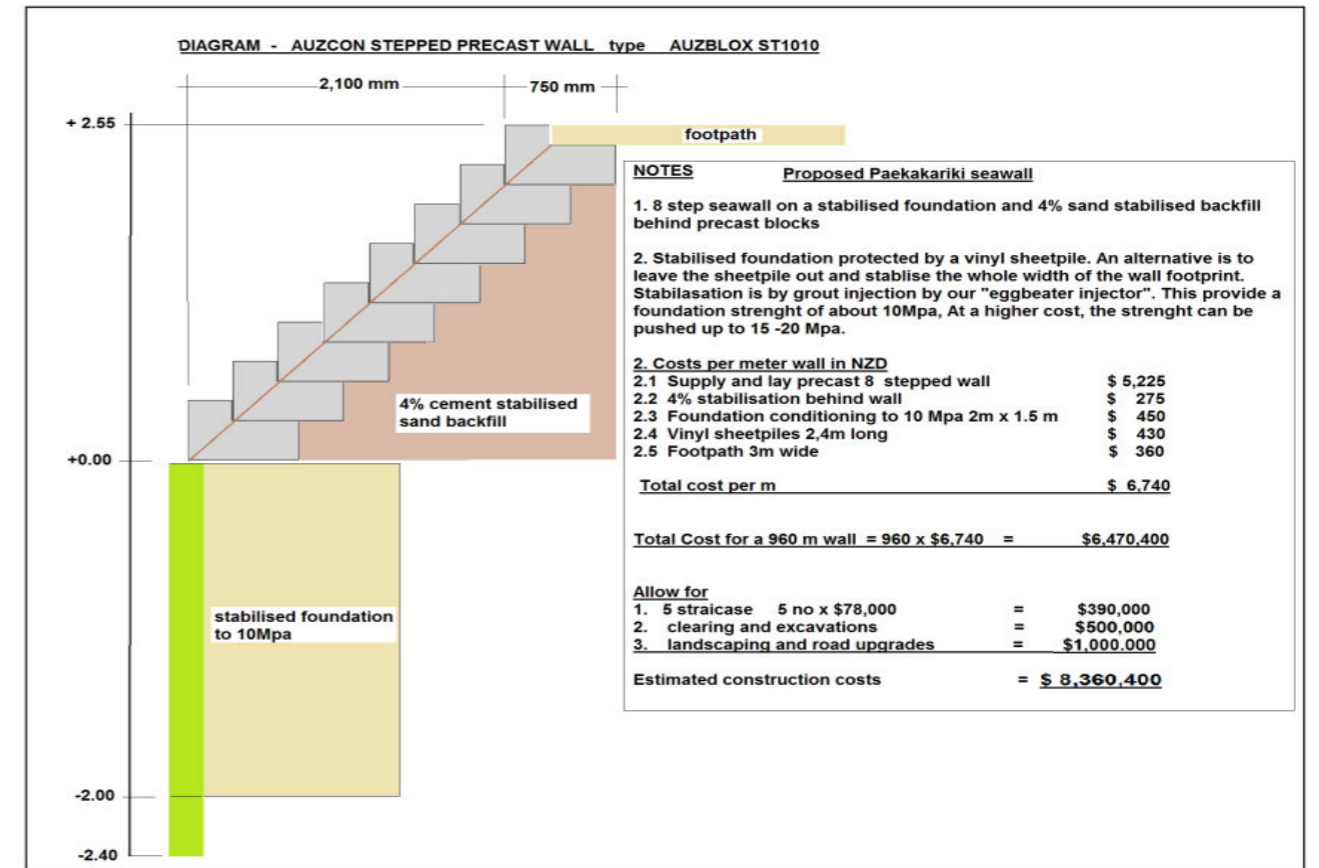 DIAGRAM - AUZCON STEPPED PRECAST WALL type AUZBLOX ST1010
2,100 mm
750 mm
+ 2.55
footpath
NOTES Proposed Paekakariki seawall
1. 8 step seawall on a stabilised foundation and 4% sand stabilised backfill
behind precast blocks
2. Stabilised foundation protected by a vinyl sheetpile. An alternative is to
leave the sheetpile out and stablise the whole width of the wall footprint.
Stabilasation is by grout injection by our "eggbeater injector". This provide a
foundation strenght of about 10Mpa, At a higher cost, the strenght can be
pushed up to 15 -20 Mpa.
2. Costs per meter wall in NZD
2.1 Supply and lay precast 8 stepped wall $ 5,225
2.2 4% stabilisation behind wall $ 275
2.3 Foundation conditioning to 10 Mpa 2m x 1.5 m $ 450
2.4 Vinyl sheetpiles 2,4m long $ 430
2.5 Footpath 3m wide $ 360
Total cost per m $ 6,740
Total Cost for a 960 m wall = 960 x $6,740 = $6,470,400
Allow for
1. 5 straicase 5 no x $78,000 = $390,000
2. clearing and excavations = $500,000
3. landscaping and road upgrades = $1,000.000
Estimated construction costs = $ 8,360,400
4% cement stabilised
sand backfill
+0.00
stabilised foundation
to 10Mpa
-2.00
-2.40